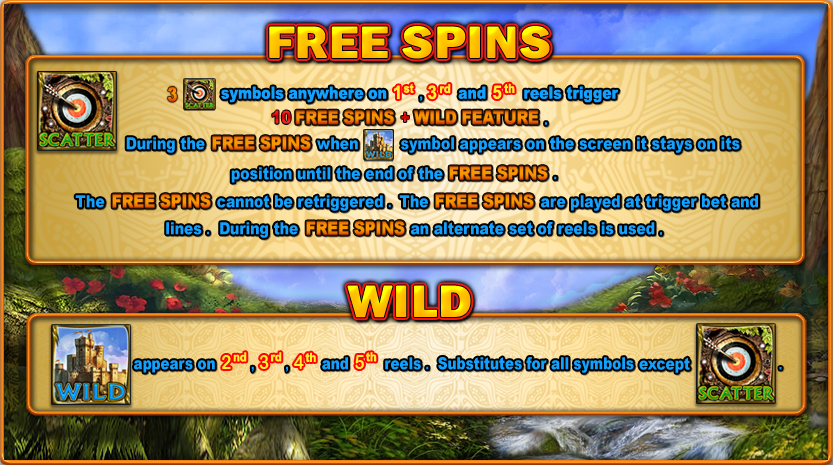 FREE SPINS
SCATTER
3 SCATTER symbols anywhere on 1st, 3rd and 5th reels trigger
10 FREE SPINS + WILD FEATURE.
During the FREE SPINS when WILD symbol appears on the screen it stays on its
position until the end of the FREE SPINS.
The FREE SPINS cannot be retriggered. The FREE SPINS are played at trigger bet and
lines. During the FREE SPINS an alternate set of reels is used.
WILD
WILD appears on 2nd, 3rd, 4th and 5th reels. Substitutes for all symbols except SCATTER.